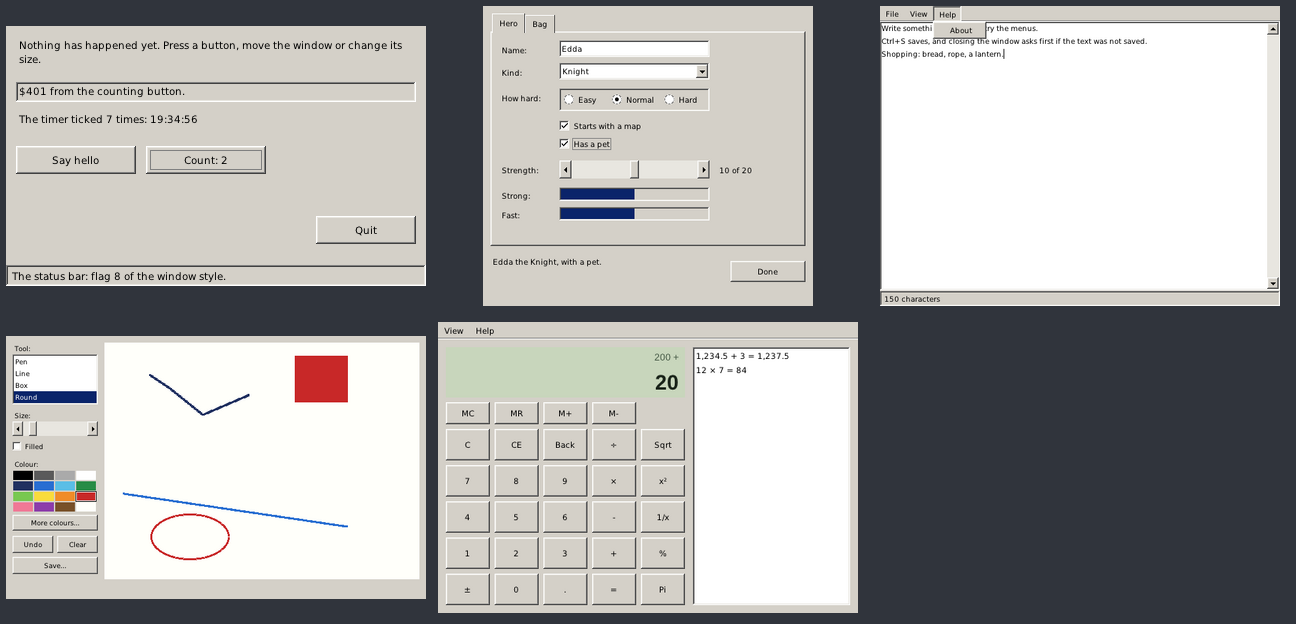 Nothing has happened yet. Press a button, move the window or change its
size.
$401 from the counting button.
The timer ticked 7 times: 19:34:56
Say hello
Count: 2
Quit
The status bar: flag 8 of the window style.
Hero
Bag
Name:
Edda
Kind:
Knight
How hard:
Easy
Normal
Hard
Starts with a map
Has a pet
Strength:
10 of 20
Strong:
Fast:
Edda the Knight, with a pet.
Done
File
View
Help
About
Write somethi
ry the menus.
Ctrl+S saves, and closing the window asks first if the text was not saved.
Shopping: bread, rope, a lantern.
150 characters
Tool:
Pen
Line
Box
Round
Size:
Filled
Colour:
More colours...
Undo
Clear
Save...
View
Help
200 +
20
MC
MR
M+
M-
C
CE
Back
÷
Sqrt
7
8
9
×
x²
4
5
6
-
1/x
1
2
3
+
%
±
0
.
=
Pi
1,234.5 + 3 = 1,237.5
12 × 7 = 84